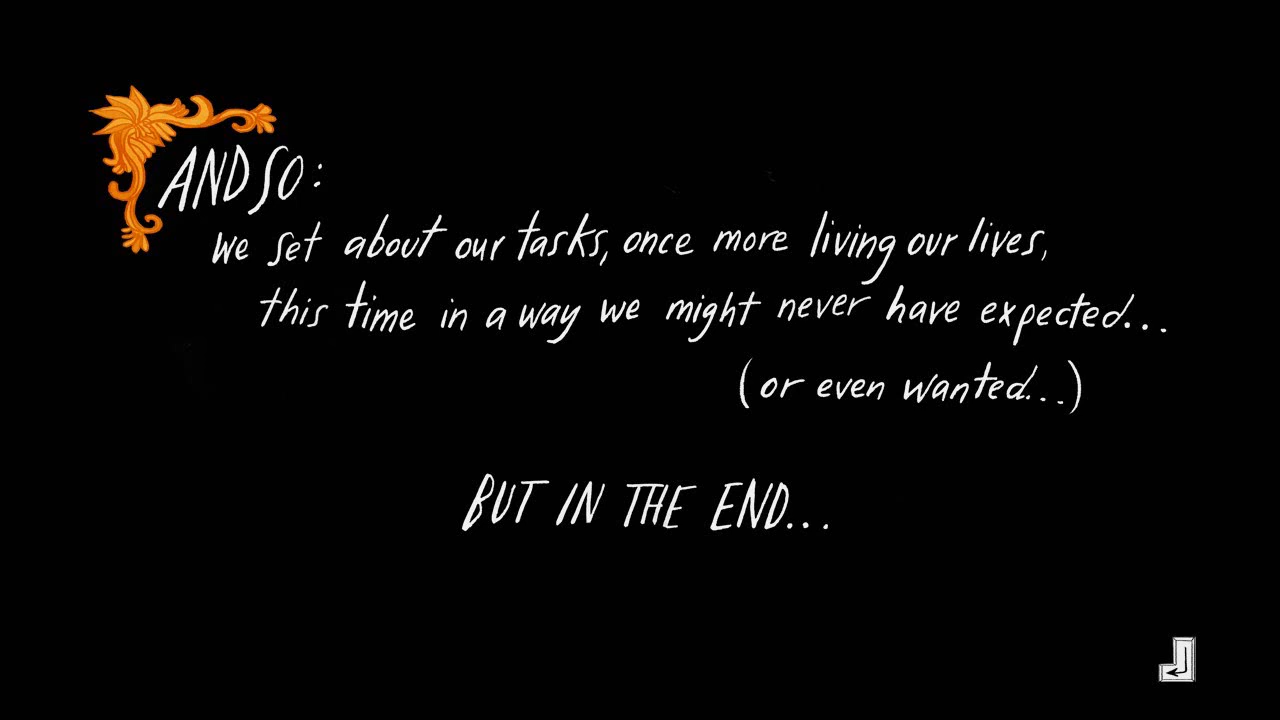 AND SO:
we set about our tasks, once more living our lives,
this time in a way we might never have expected...
(or even wanted...)
BUT IN THE END...